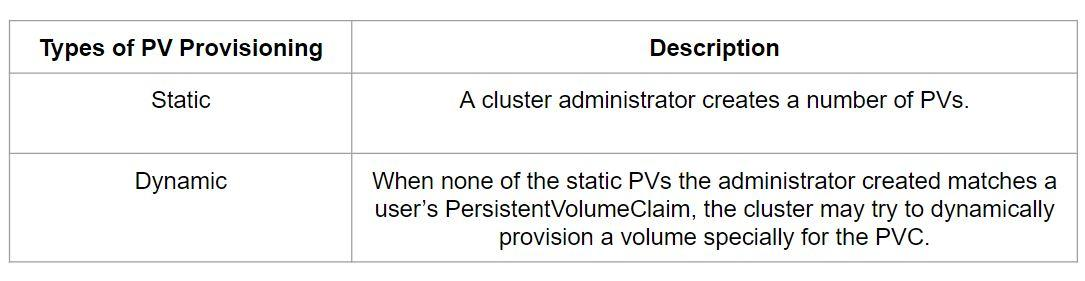 Types of PV Provisioning
Description
Static
A cluster administrator creates a number of PVs.
Dynamic
When none of the static PVs the administrator created matches a
user’s PersistentVolumeClaim, the cluster may try to dynamically
provision a volume specially for the PVC.